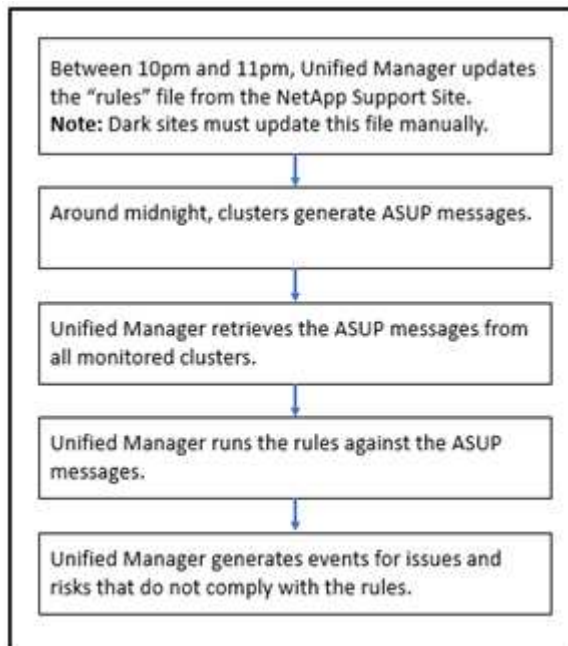 Between 10pm and 11pm, Unified Manager updates
the “rules” file from the NetApp Support Site.
Note: Dark sites must update this file manually.
Around midnight, clusters generate ASUP messages.
Unified Manager retrieves the ASUP messages from
all monitored clusters.
Unified Manager runs the rules against the ASUP
messages.
Unified Manager generates events for issues and
risks that do not comply with the rules.